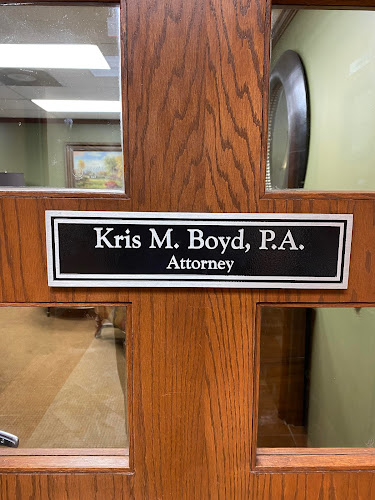 Kris M. Boyd, P.A.
Attorney